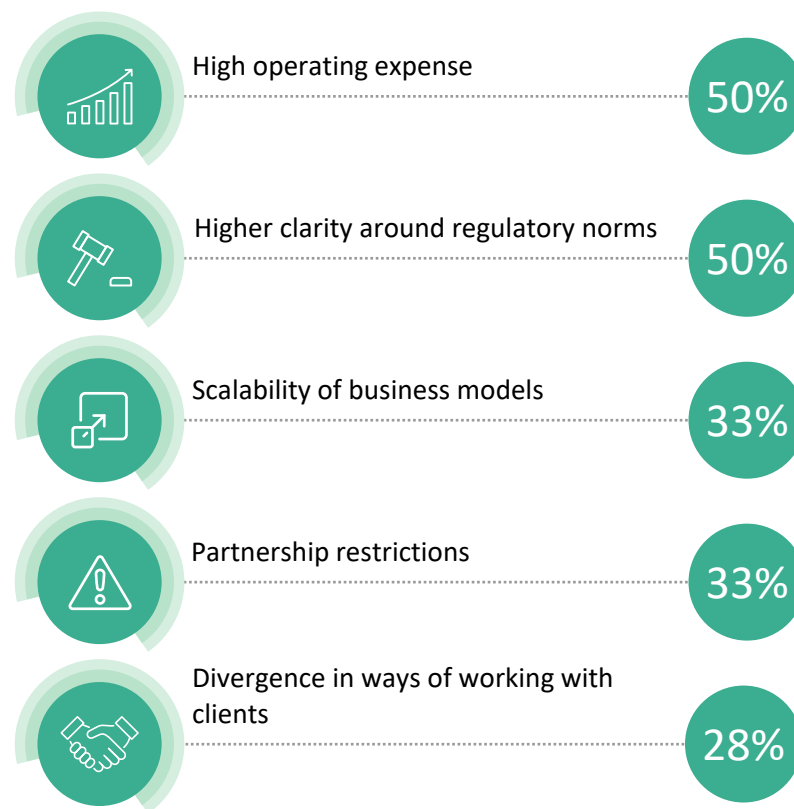 High operating expense
50%
Higher clarity around regulatory norms
50%
Scalability of business models
33%
Partnership restrictions
33%
Divergence in ways of working with
clients
28%